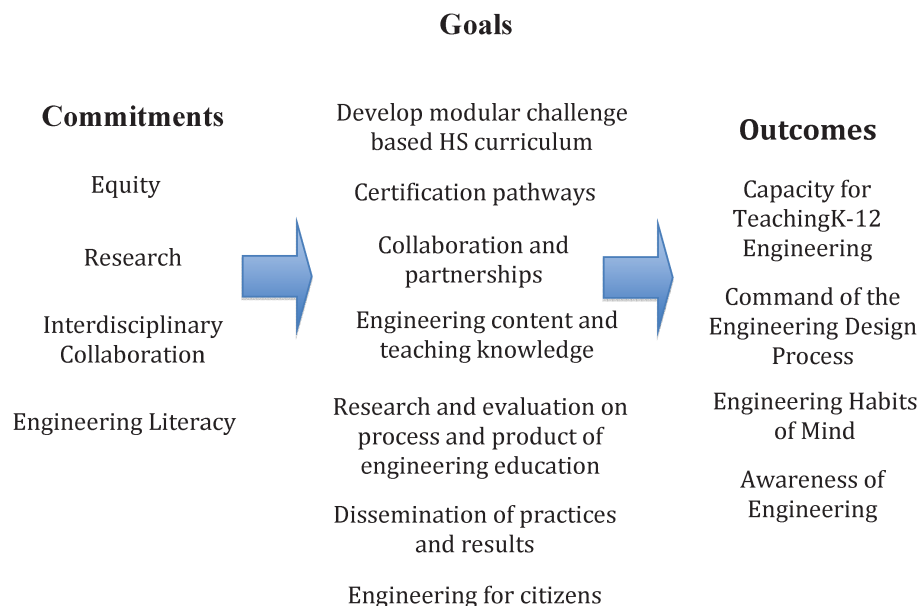 Goals
Commitments
Equity
Research
Interdisciplinary
Collaboration
Engineering Literacy
Develop modular challenge
based HS curriculum
Certification pathways
Collaboration and
partnerships
Engineering content and
teaching knowledge
Research and evaluation on
process and product of
engineering education
Dissemination of practices
and results
Engineering for citizens
Outcomes
Capacity for
TeachingK-12
Engineering
Command of the
Engineering Design
Process
Engineering Habits
of Mind
Awareness of
Engineering